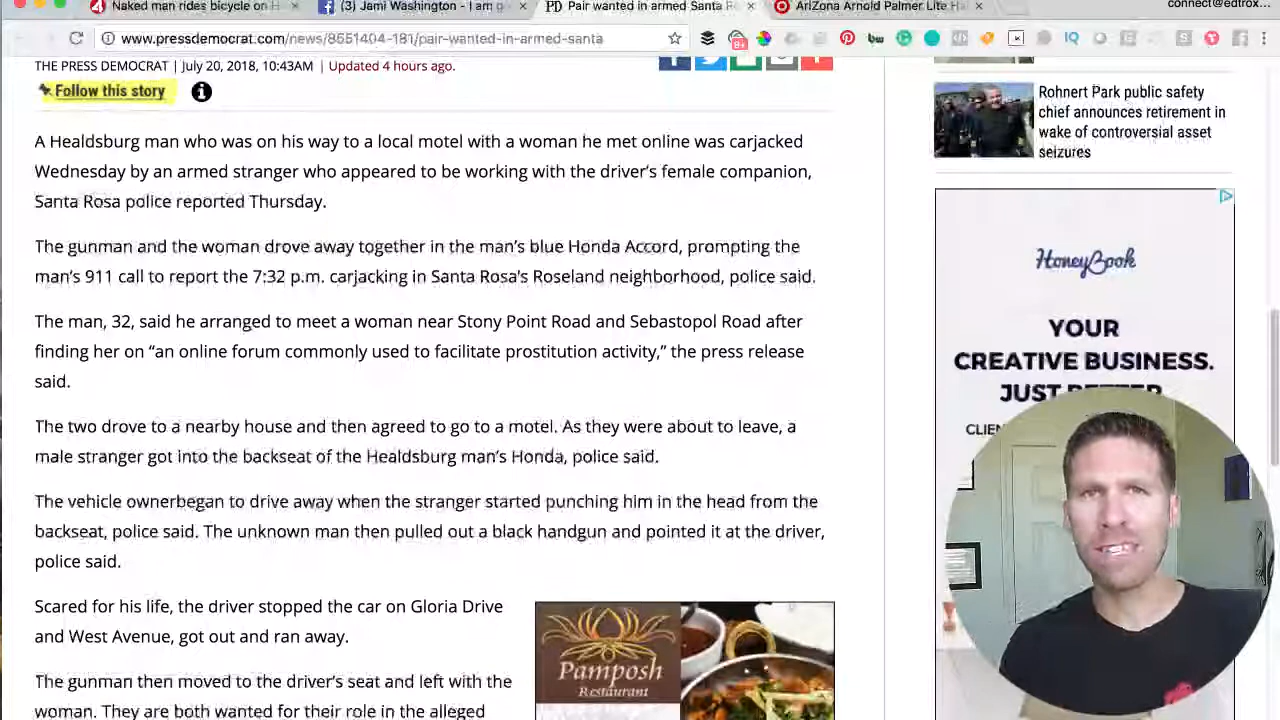 Naked man rides bicycle on H
(3) Jami Washington - I am g
PD Pair wanted in armed Santa R
AriZona Arnold Palmer Lite Ha
connect@edtrox...
www.pressdemocrat.com/news/8551404-181/pair-wanted-in-armed-santa
THE PRESS DEMOCRAT | July 20, 2018, 10:43AM | Updated 4 hours ago.
Follow this story
A Healdsburg man who was on his way to a local motel with a woman he met online was carjacked
Wednesday by an armed stranger who appeared to be working with the driver’s female companion,
Santa Rosa police reported Thursday.
The gunman and the woman drove away together in the man’s blue Honda Accord, prompting the
man’s 911 call to report the 7:32 p.m. carjacking in Santa Rosa’s Roseland neighborhood, police said.
The man, 32, said he arranged to meet a woman near Stony Point Road and Sebastopol Road after
finding her on “an online forum commonly used to facilitate prostitution activity,” the press release
said.
The two drove to a nearby house and then agreed to go to a motel. As they were about to leave, a
male stranger got into the backseat of the Healdsburg man’s Honda, police said.
The vehicle ownerbegan to drive away when the stranger started punching him in the head from the
backseat, police said. The unknown man then pulled out a black handgun and pointed it at the driver,
police said.
Scared for his life, the driver stopped the car on Gloria Drive
and West Avenue, got out and ran away.
The gunman then moved to the driver’s seat and left with the
woman. They are both wanted for their role in the alleged
Pamposh
Restaurant
Rohnert Park public safety
chief announces retirement in
wake of controversial asset
seizures
HoneyBook
YOUR
CREATIVE BUSINESS.
JUST BETTER.
CLIEN